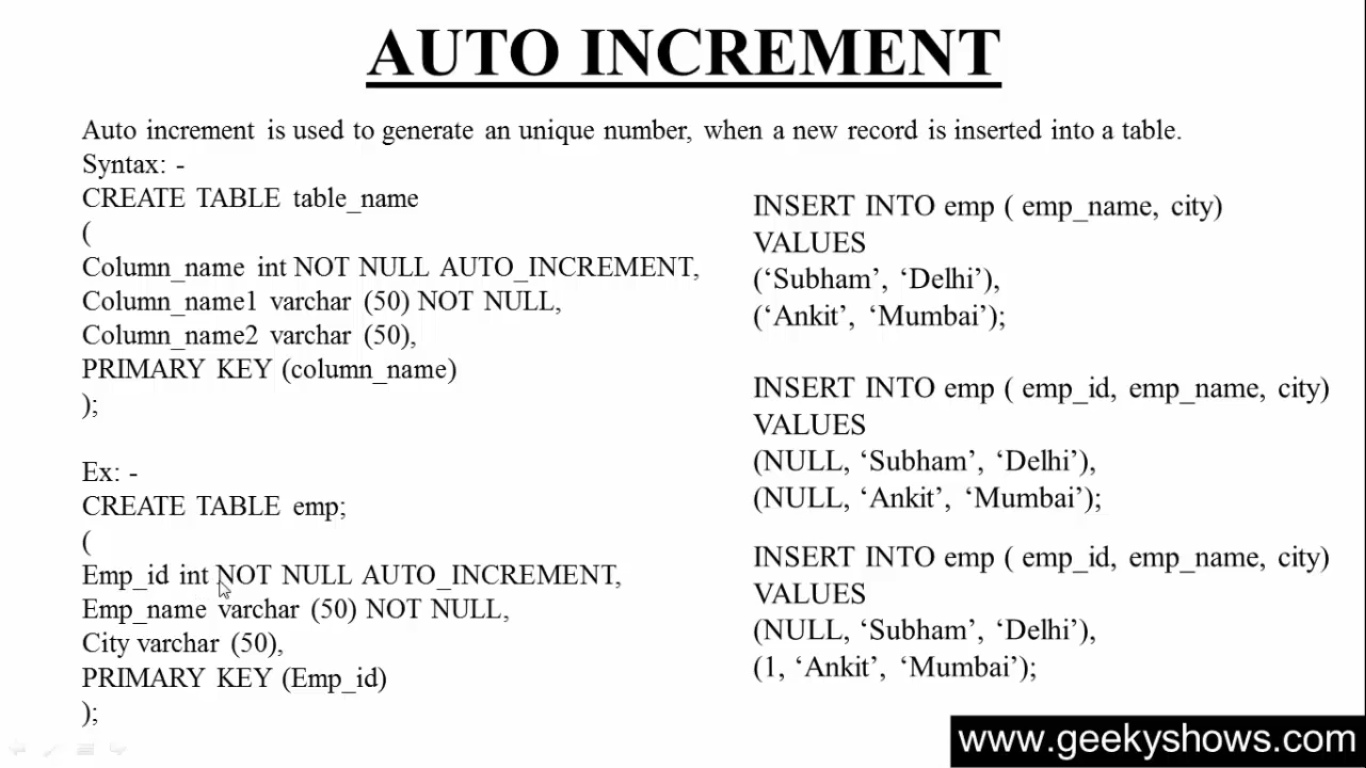 AUTO INCREMENT
Auto increment is used to generate an unique number, when a new record is inserted into a table.
Syntax: -
CREATE TABLE table_name
(
Column_name int NOT NULL AUTO_INCREMENT,
Column_name1 varchar (50) NOT NULL,
Column_name2 varchar (50),
PRIMARY KEY (column_name)
);
Ex: -
CREATE TABLE emp;
(
Emp_id int NOT NULL AUTO_INCREMENT,
Emp_name varchar (50) NOT NULL,
City varchar (50),
PRIMARY KEY (Emp_id)
);
INSERT INTO emp ( emp_name, city)
VALUES
(‘Subham’, ‘Delhi’),
(‘Ankit’, ‘Mumbai’);
INSERT INTO emp ( emp_id, emp_name, city)
VALUES
(NULL, ‘Subham’, ‘Delhi’),
(NULL, ‘Ankit’, ‘Mumbai’);
INSERT INTO emp ( emp_id, emp_name, city)
VALUES
(NULL, ‘Subham’, ‘Delhi’),
(1, ‘Ankit’, ‘Mumbai’);
www.geekyshows.com